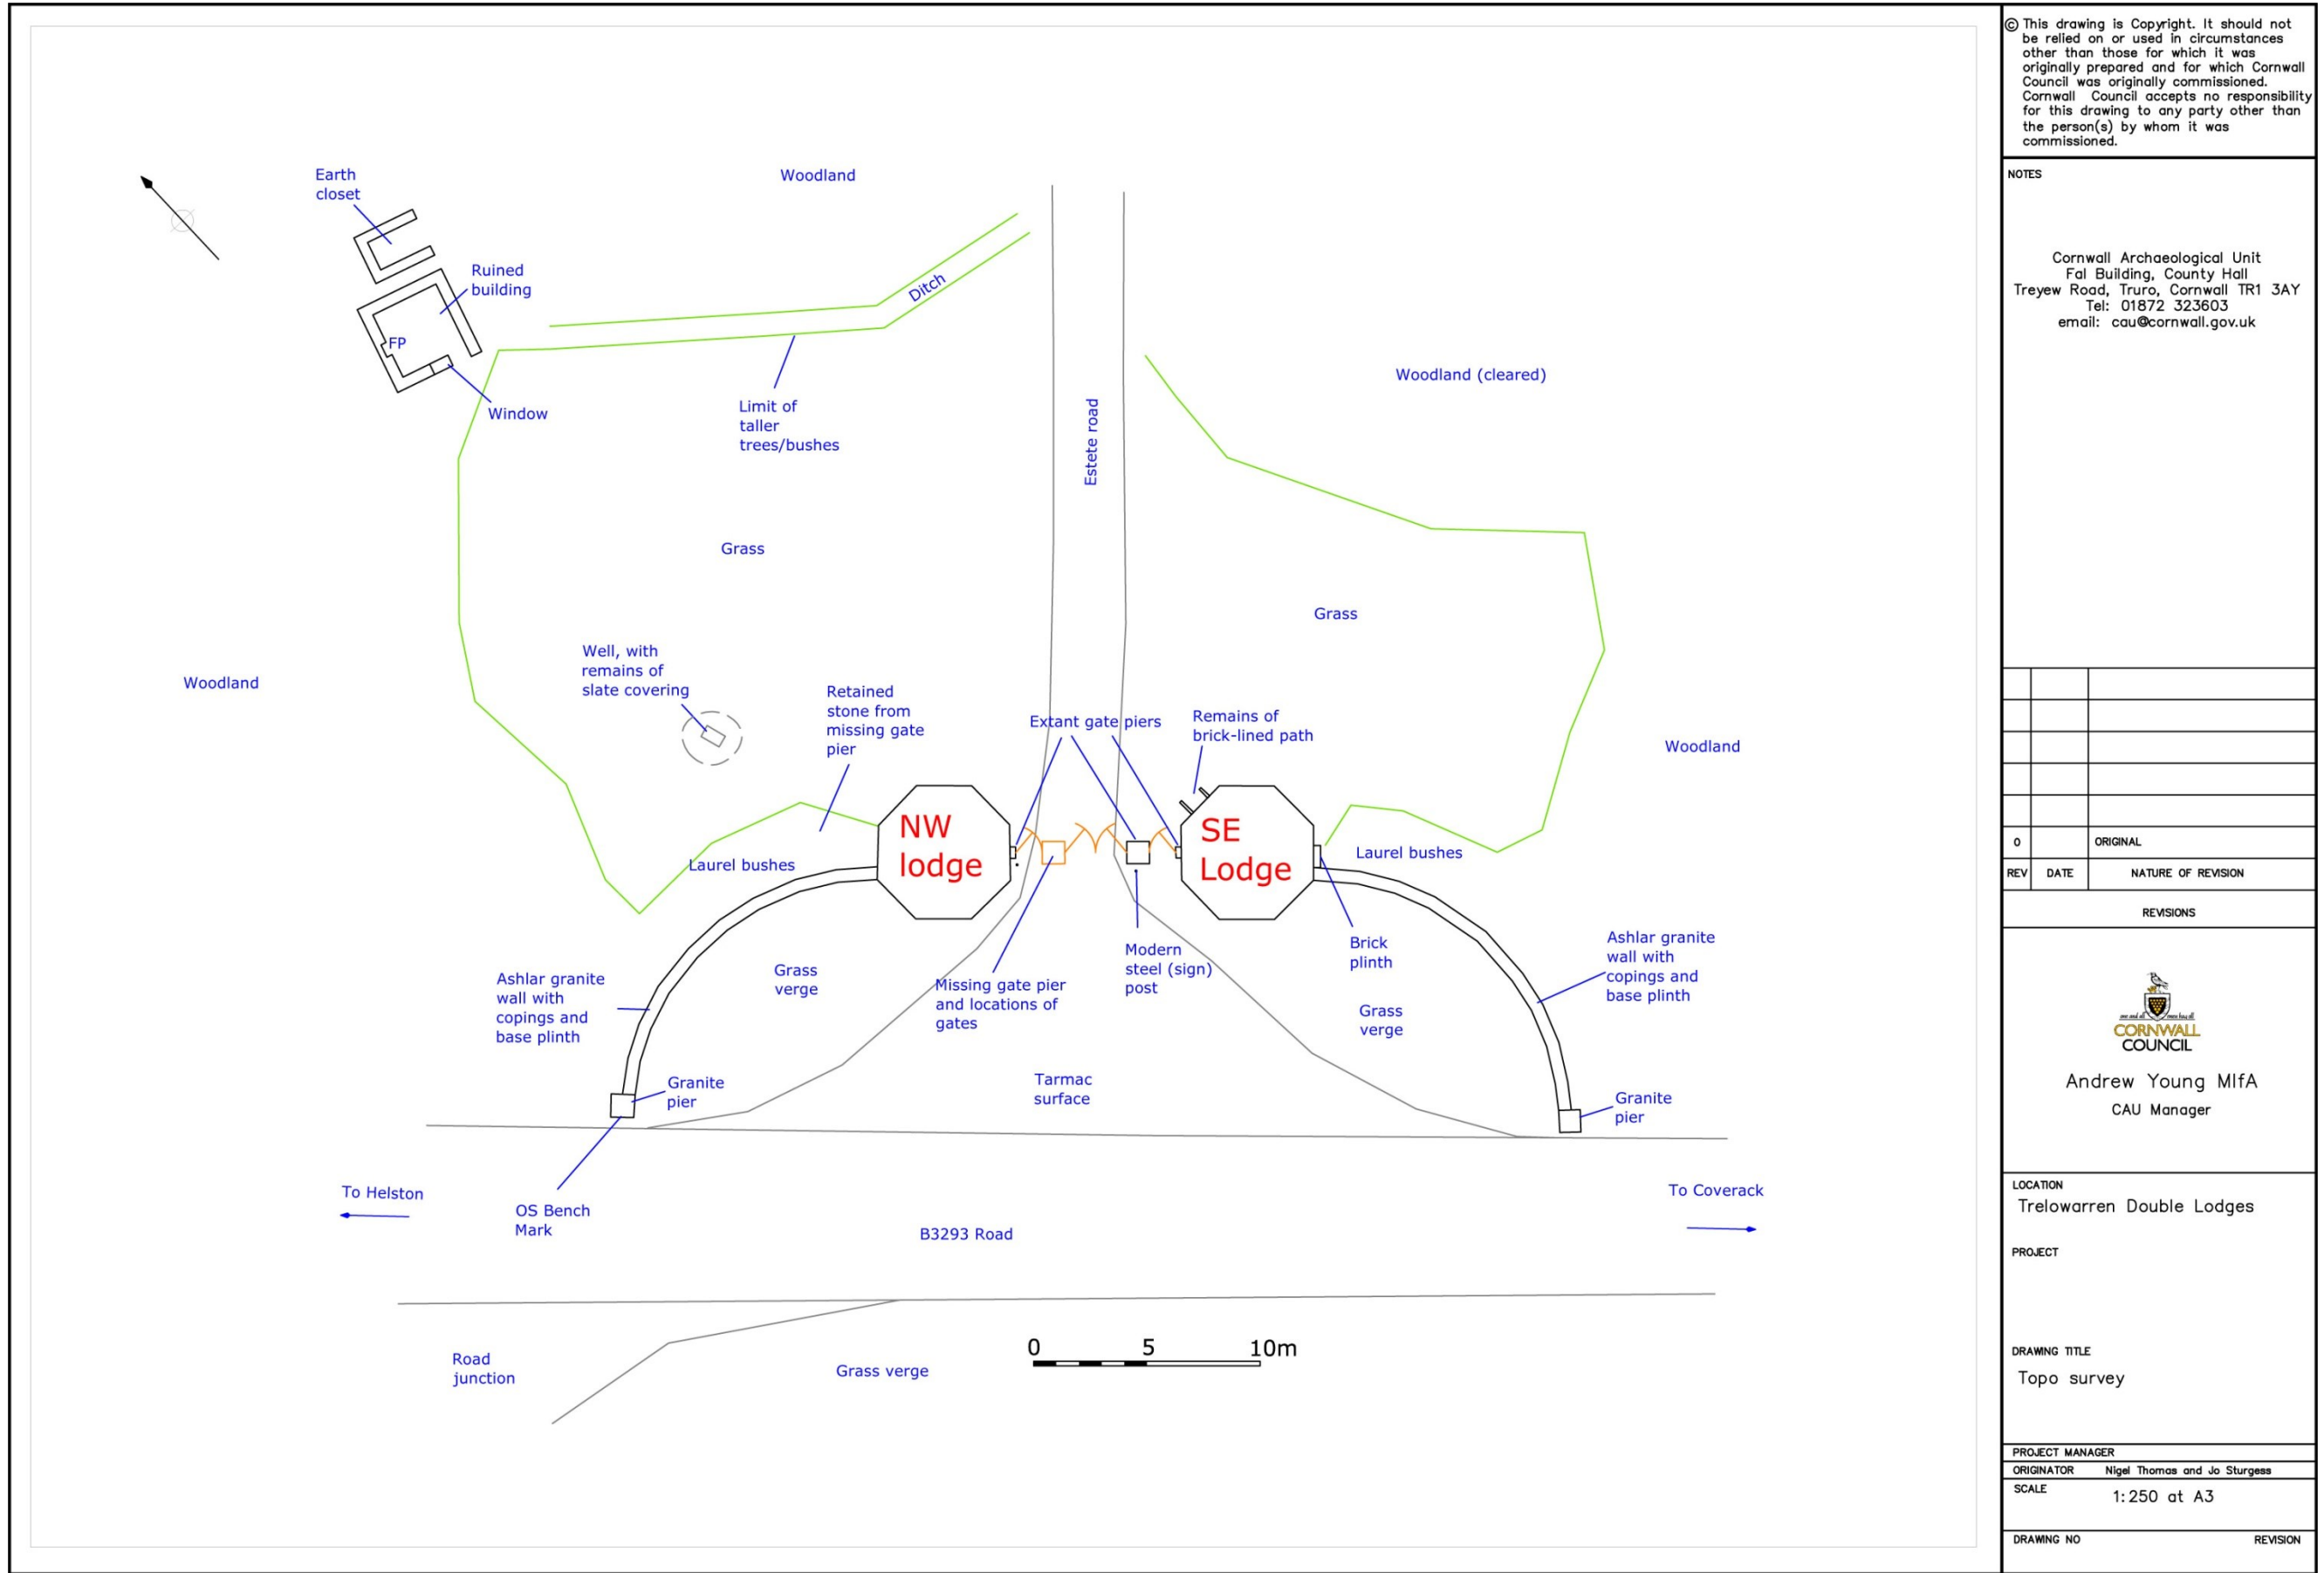 Woodland
Earth
closet
Ruined
building
FP
Window
Ditch
Limit of
taller
trees/bushes
Estete road
Woodland (cleared)
Grass
Grass
Woodland
Well, with
remains of
slate covering
Retained
stone from
missing gate
pier
Extant gate piers
Remains of
brick-lined path
Woodland
NW
lodge
SE
Lodge
Laurel bushes
Laurel bushes
Ashlar granite
wall with
copings and
base plinth
Grass
verge
Missing gate pier
and locations of
gates
Modern
steel (sign)
post
Brick
plinth
Ashlar granite
wall with
copings and
base plinth
Grass
verge
Granite
pier
Tarmac
surface
Granite
pier
To Helston
OS Bench
Mark
B3293 Road
To Coverack
Road
junction
Grass verge
0 5 10m
© This drawing is Copyright. It should not
be relied on or used in circumstances
other than those for which it was
originally prepared and for which Cornwall
Council was originally commissioned.
Cornwall Council accepts no responsibility
for this drawing to any party other than
the person(s) by whom it was
commissioned.
NOTES
Cornwall Archaeological Unit
Fal Building, County Hall
Treyew Road, Truro, Cornwall TR1 3AY
Tel: 01872 323603
email: cau@cornwall.gov.uk
0 ORIGINAL
REV DATE NATURE OF REVISION
REVISIONS
one and all
CORNWALL
COUNCIL
Andrew Young MIfA
CAU Manager
LOCATION
Trelowarren Double Lodges
PROJECT
DRAWING TITLE
Topo survey
PROJECT MANAGER
ORIGINATOR Nigel Thomas and Jo Sturgess
SCALE
1:250 at A3
DRAWING NO REVISION